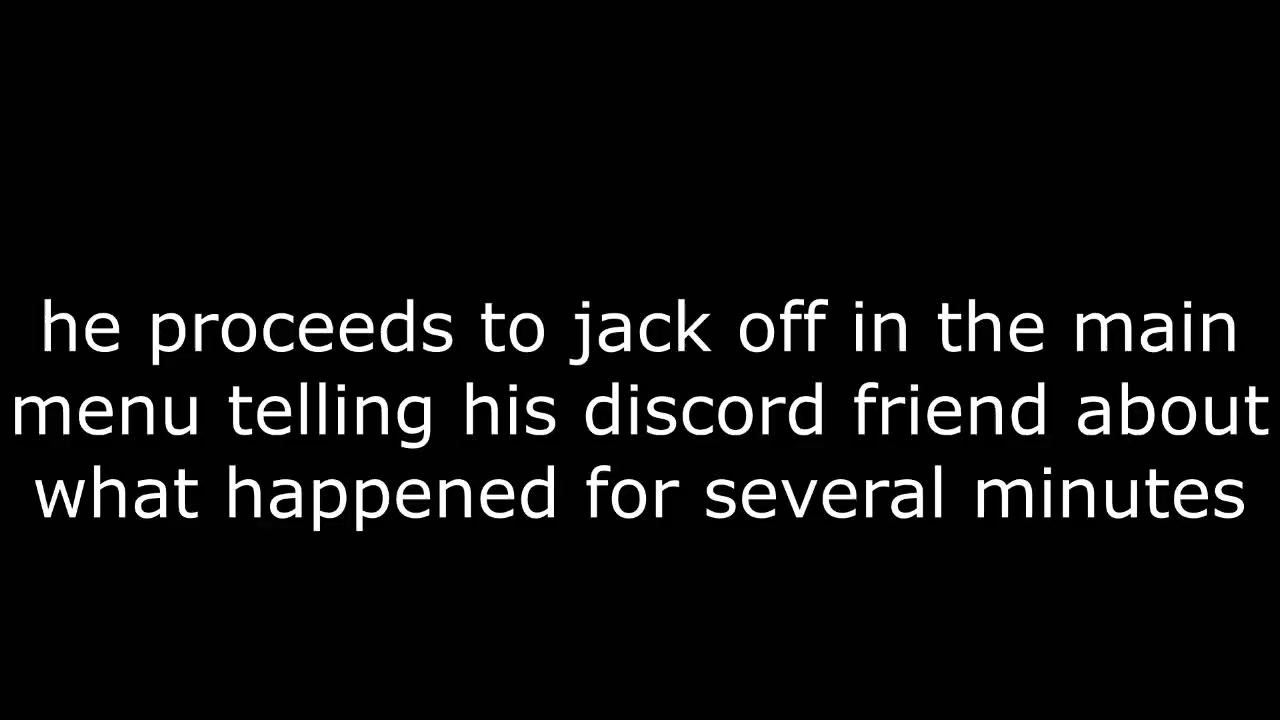 he proceeds to jack off in the main
menu telling his discord friend about
what happened for several minutes